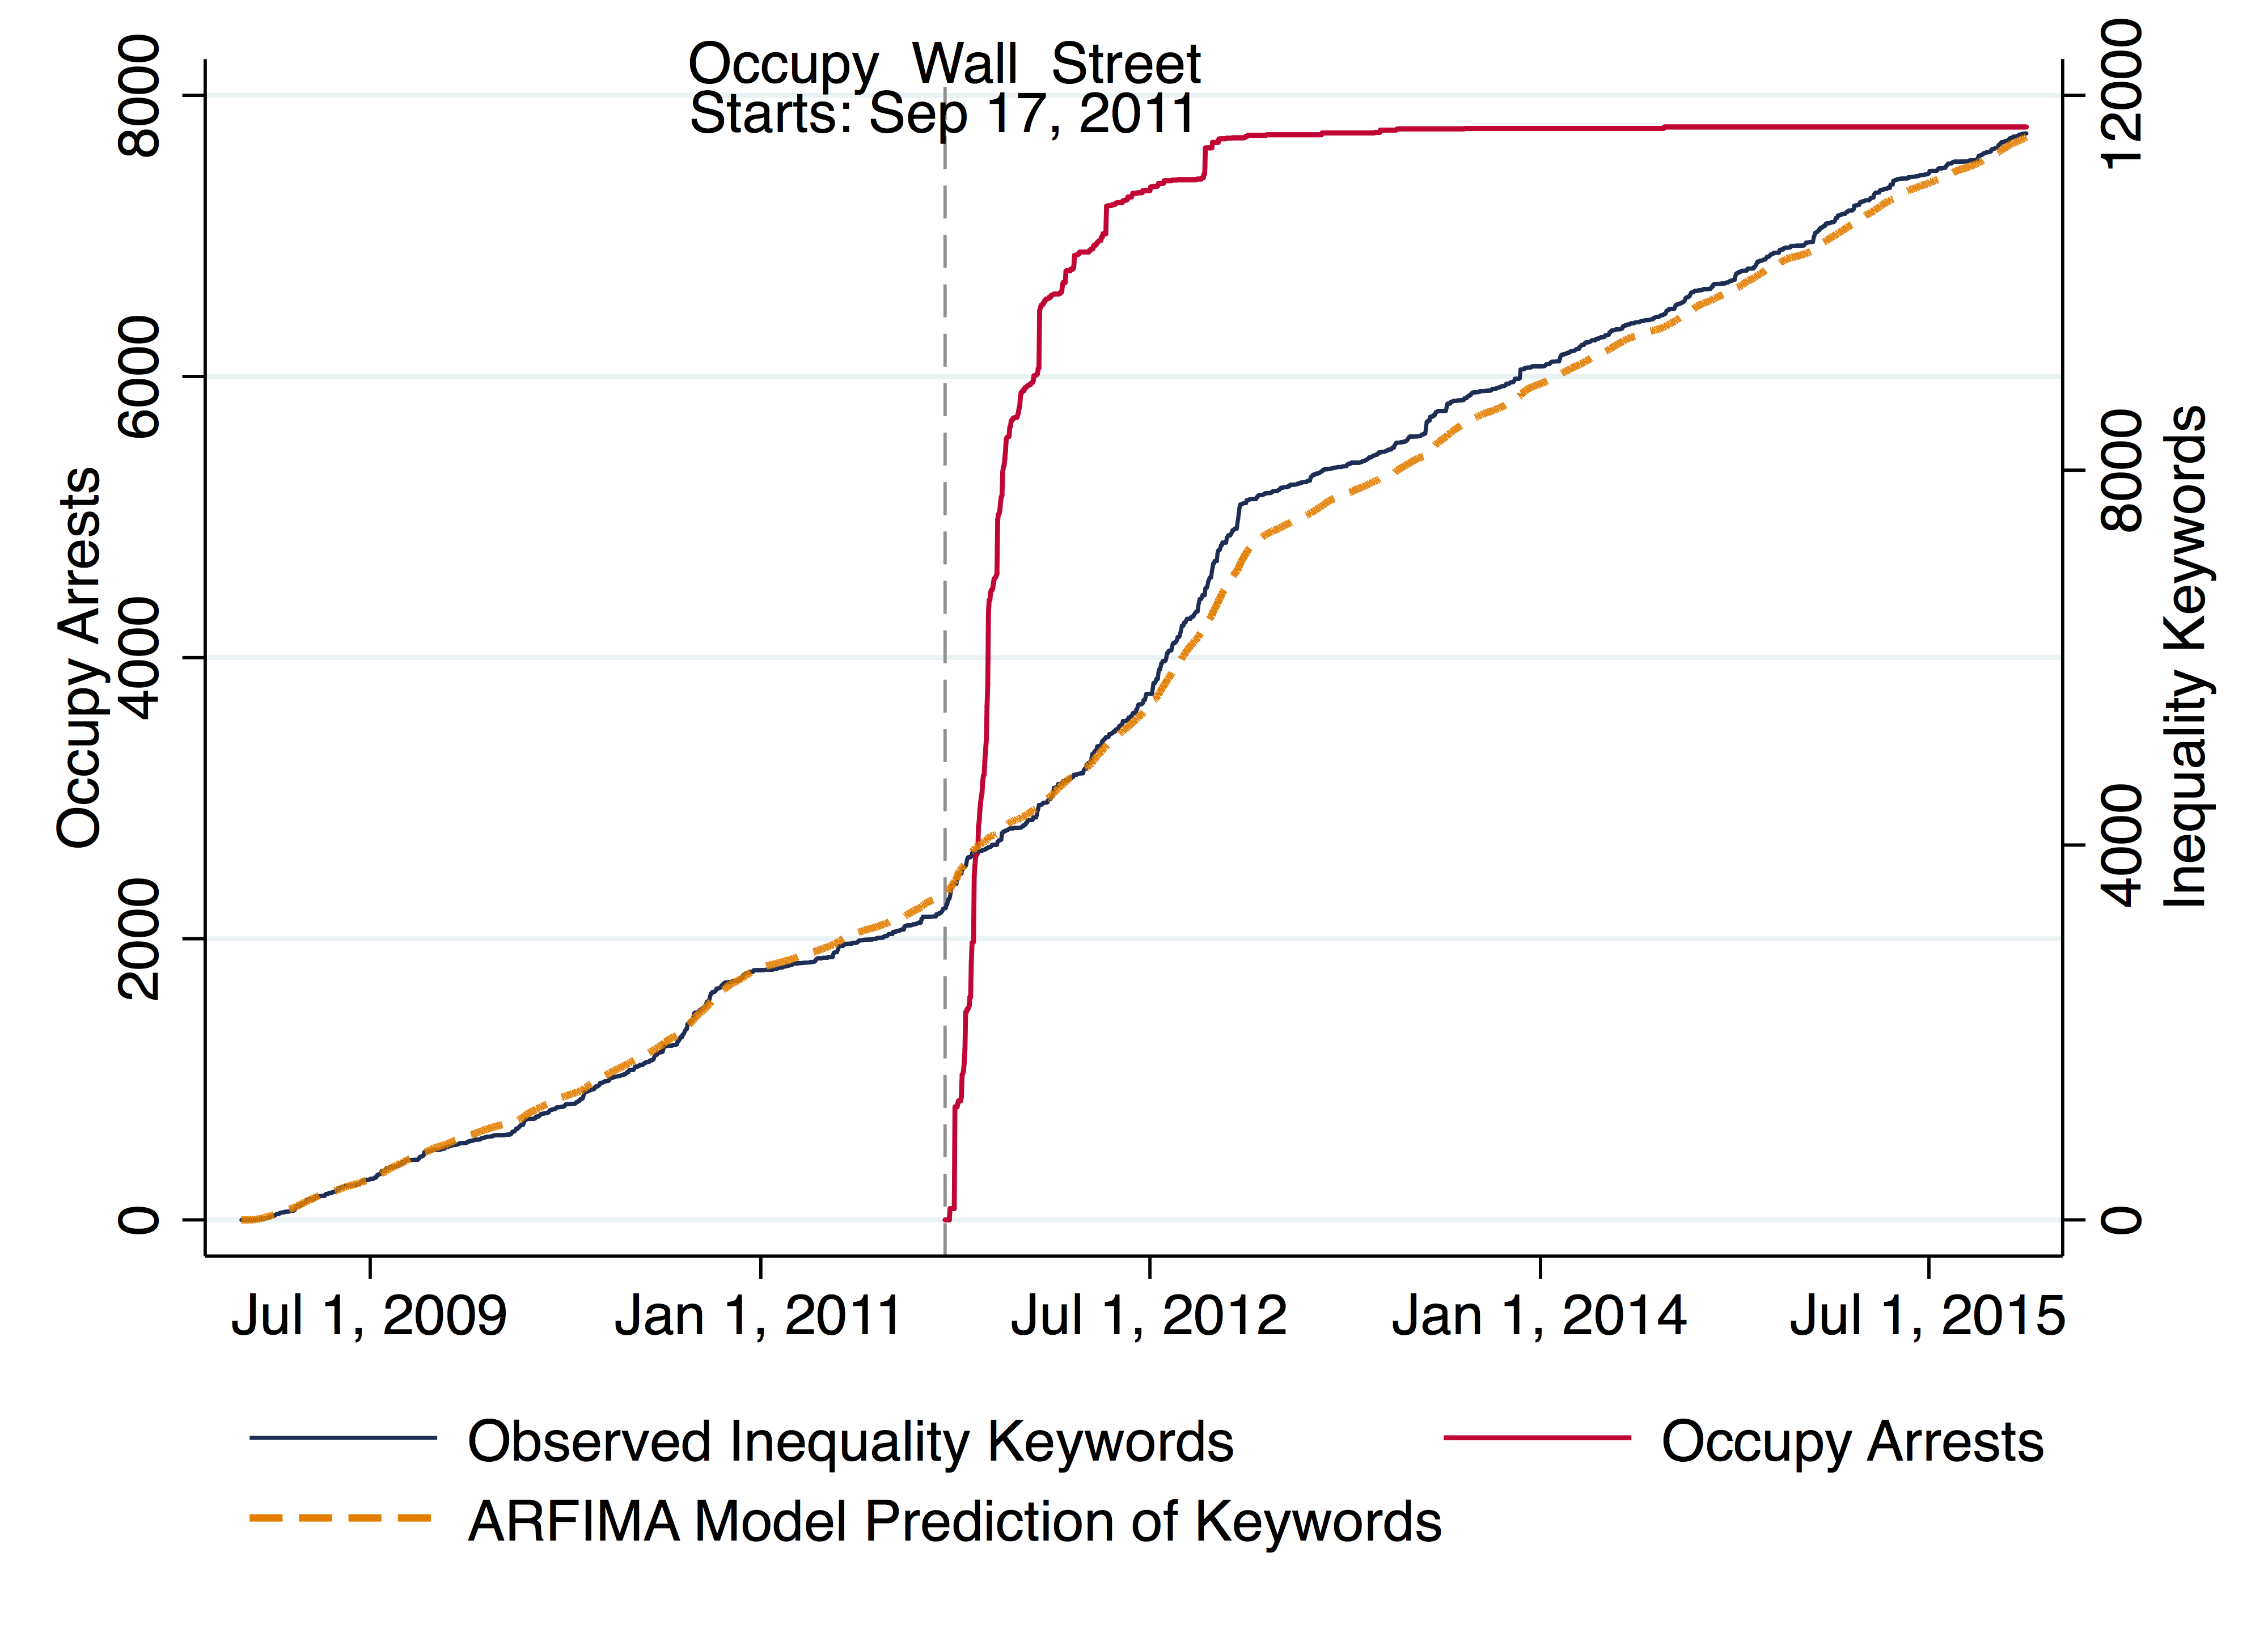 Occupy Wall Street
Starts: Sep 17, 2011
Occupy Arrests
8000
6000
4000
2000
0
12000
8000
4000
0
Inequality Keywords
Jul 1, 2009
Jan 1, 2011
Jul 1, 2012
Jan 1, 2014
Jul 1, 2015
Observed Inequality Keywords
Occupy Arrests
ARFIMA Model Prediction of Keywords